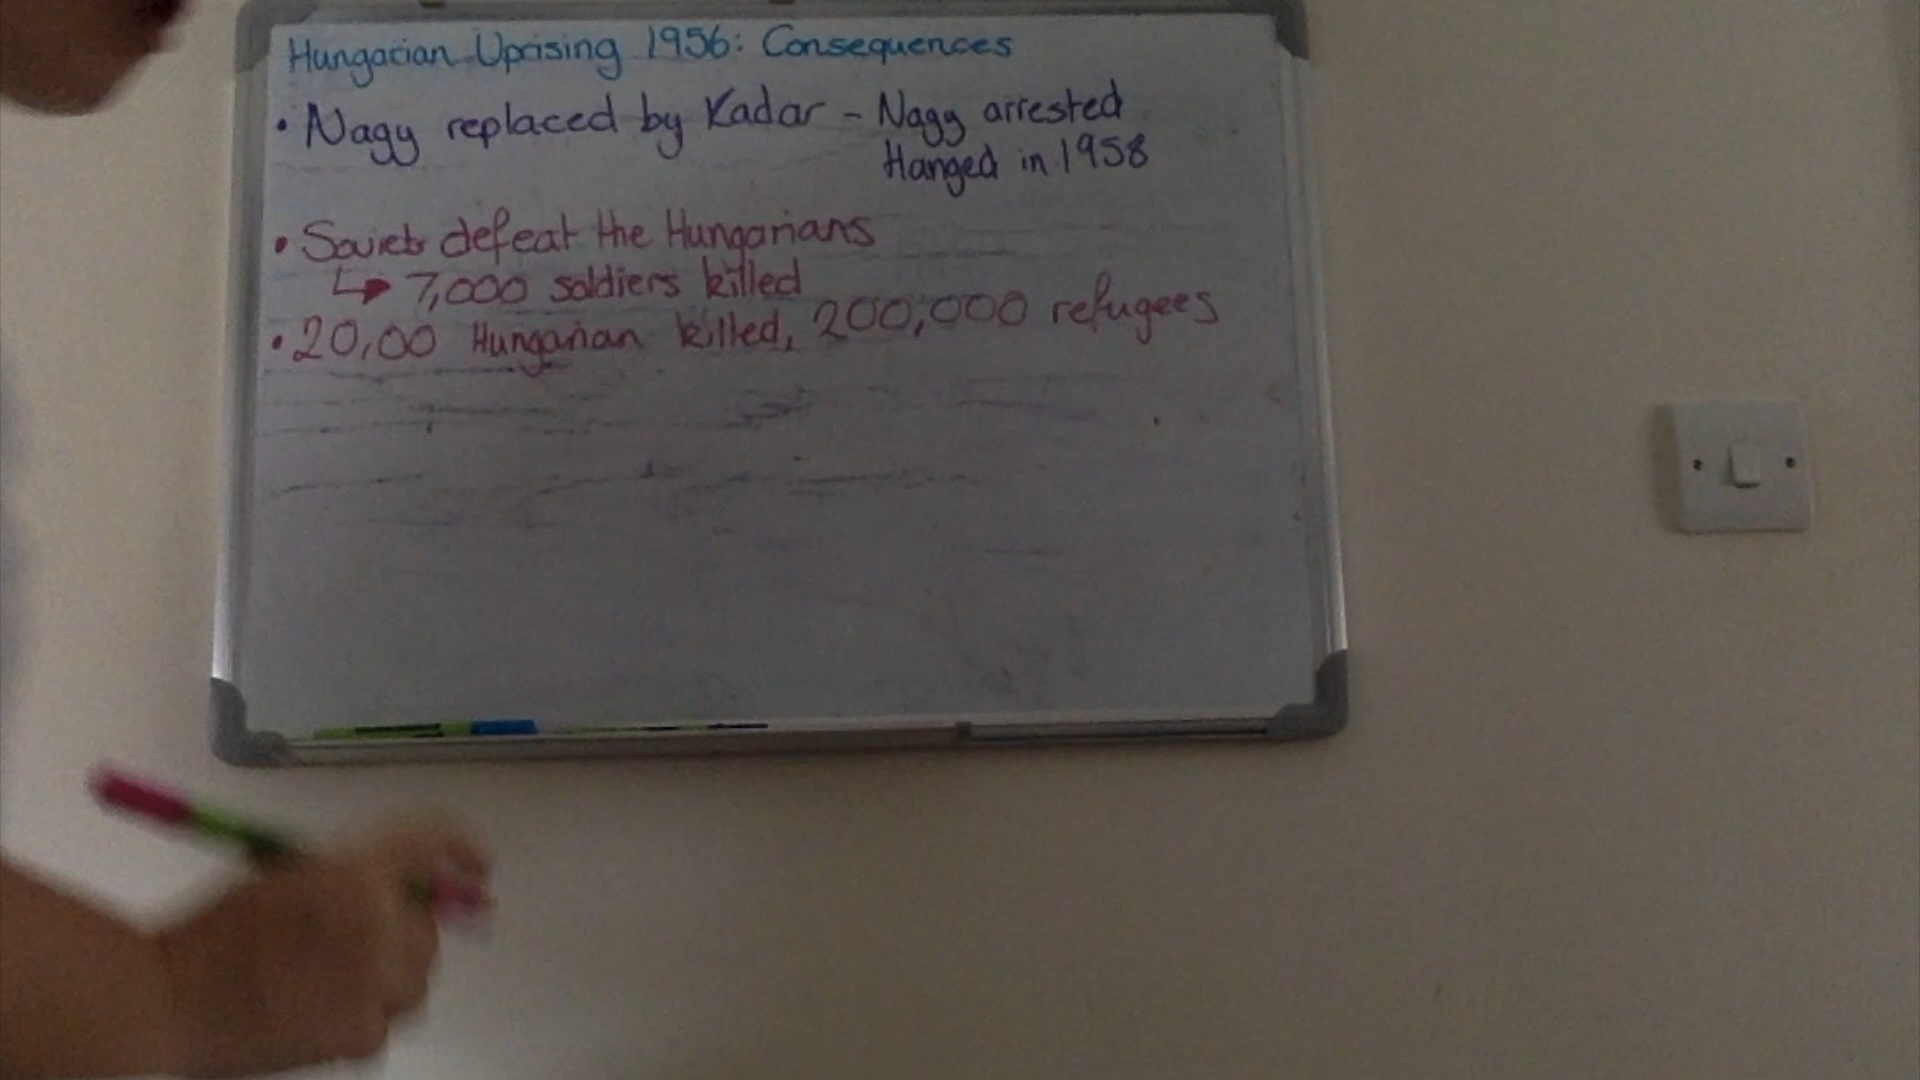 Hungarian Uprising 1956: Consequences
• Nagy replaced by Kadar - Nagy arrested
Hanged in 1958
• Soviets defeat the Hungarians
↳ 7,000 soldiers killed
• 20,00 Hungarian killed, 200,000 refugees